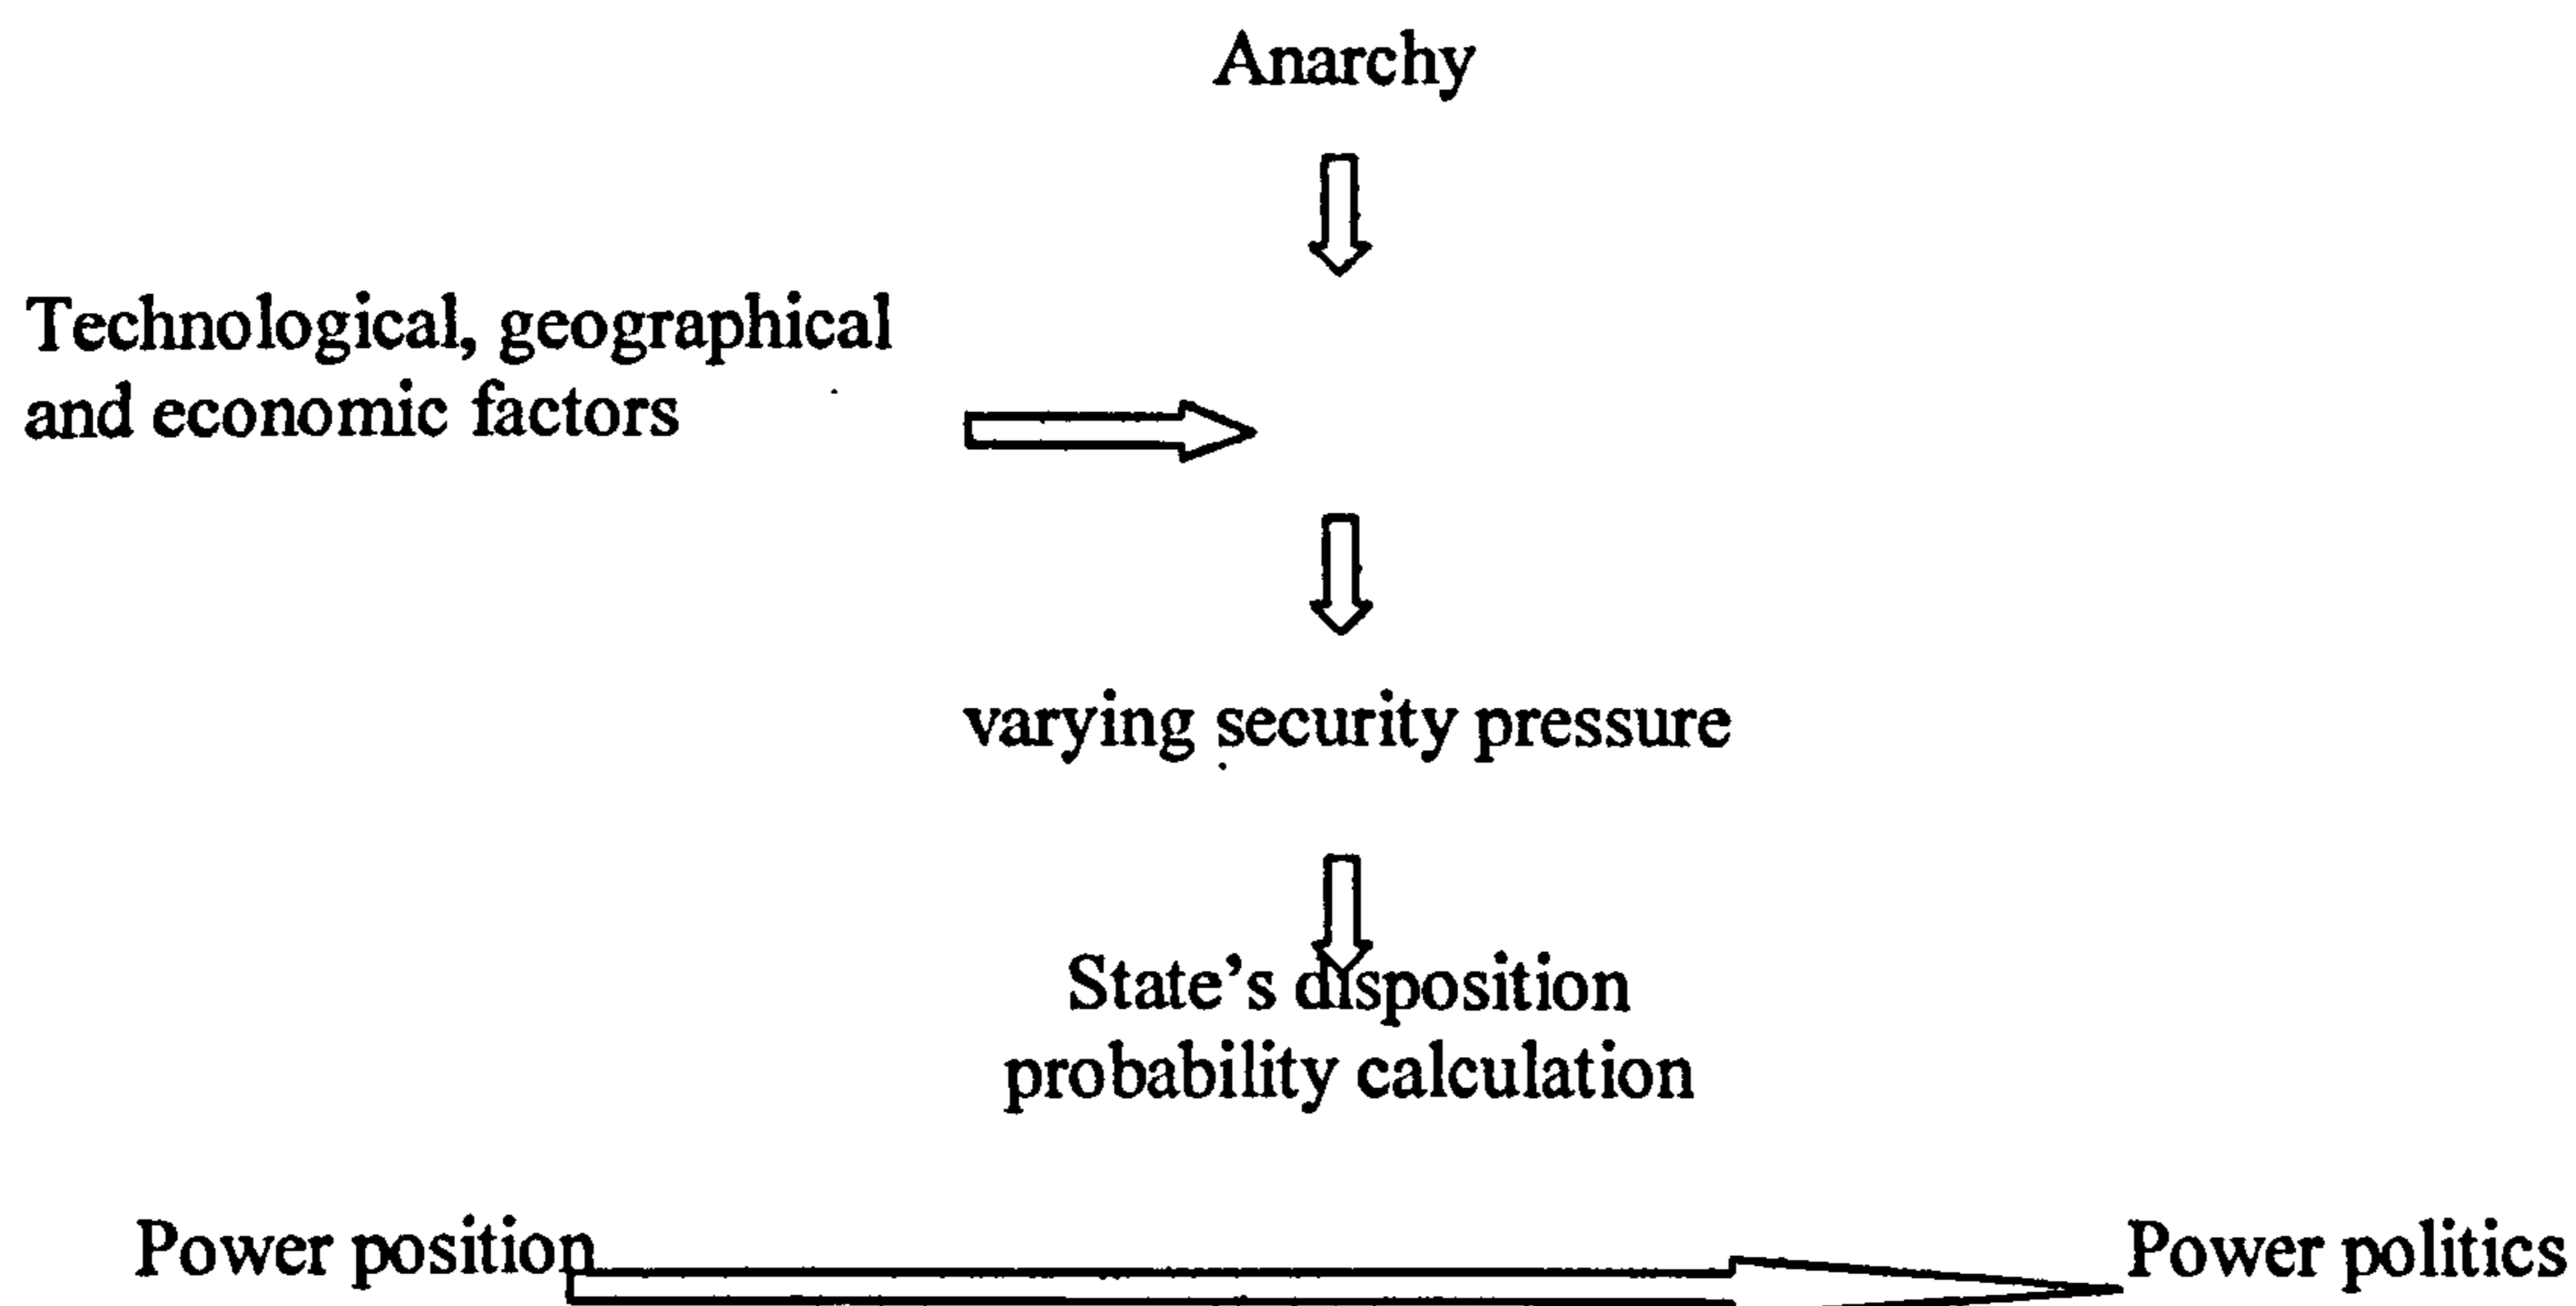 Anarchy
Technological, geographical
and economic factors
varying security pressure
State’s disposition
probability calculation
Power position
Power politics